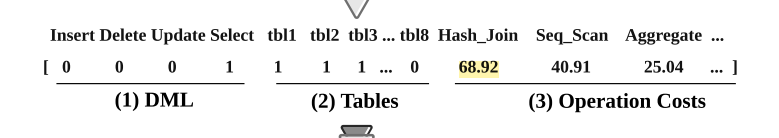 Insert Delete Update Select tbl1 tbl2 tbl3 ... tbl8 Hash_Join Seq_Scan Aggregate ...
[ 0 0 0 1 1 1 1 ... 0 68.92 40.91 25.04 ... ]
(1) DML (2) Tables (3) Operation Costs